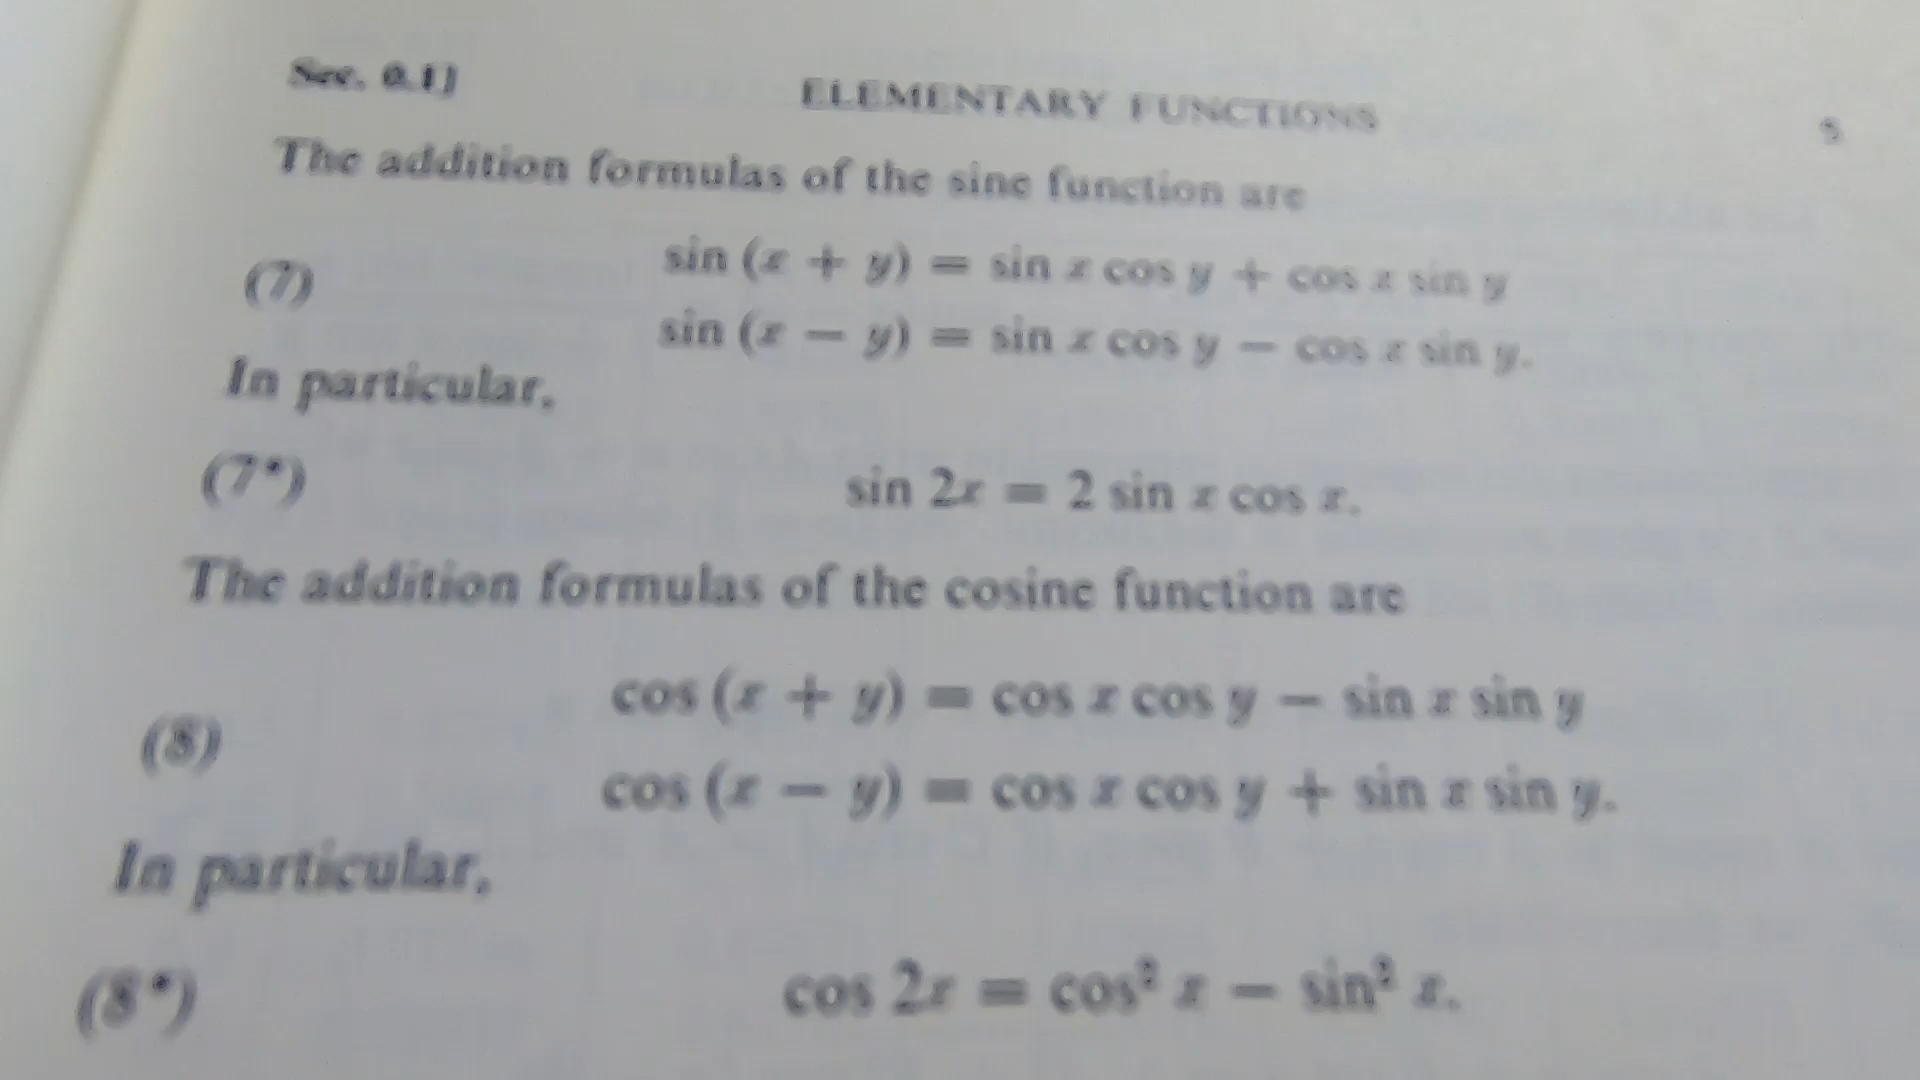 Sec. 0.1]
ELEMENTARY FUNCTIONS
5
The addition formulas of the sine function are
sin (x + y) = sin x cos y + cos x sin y
(7)
sin (x − y) = sin x cos y − cos x sin y.
In particular,
(7*) sin 2x = 2 sin x cos x.
The addition formulas of the cosine function are
cos (x + y) = cos x cos y − sin x sin y
(8)
cos (x − y) = cos x cos y + sin x sin y.
In particular,
(8*) cos 2x = cos² x − sin² x.